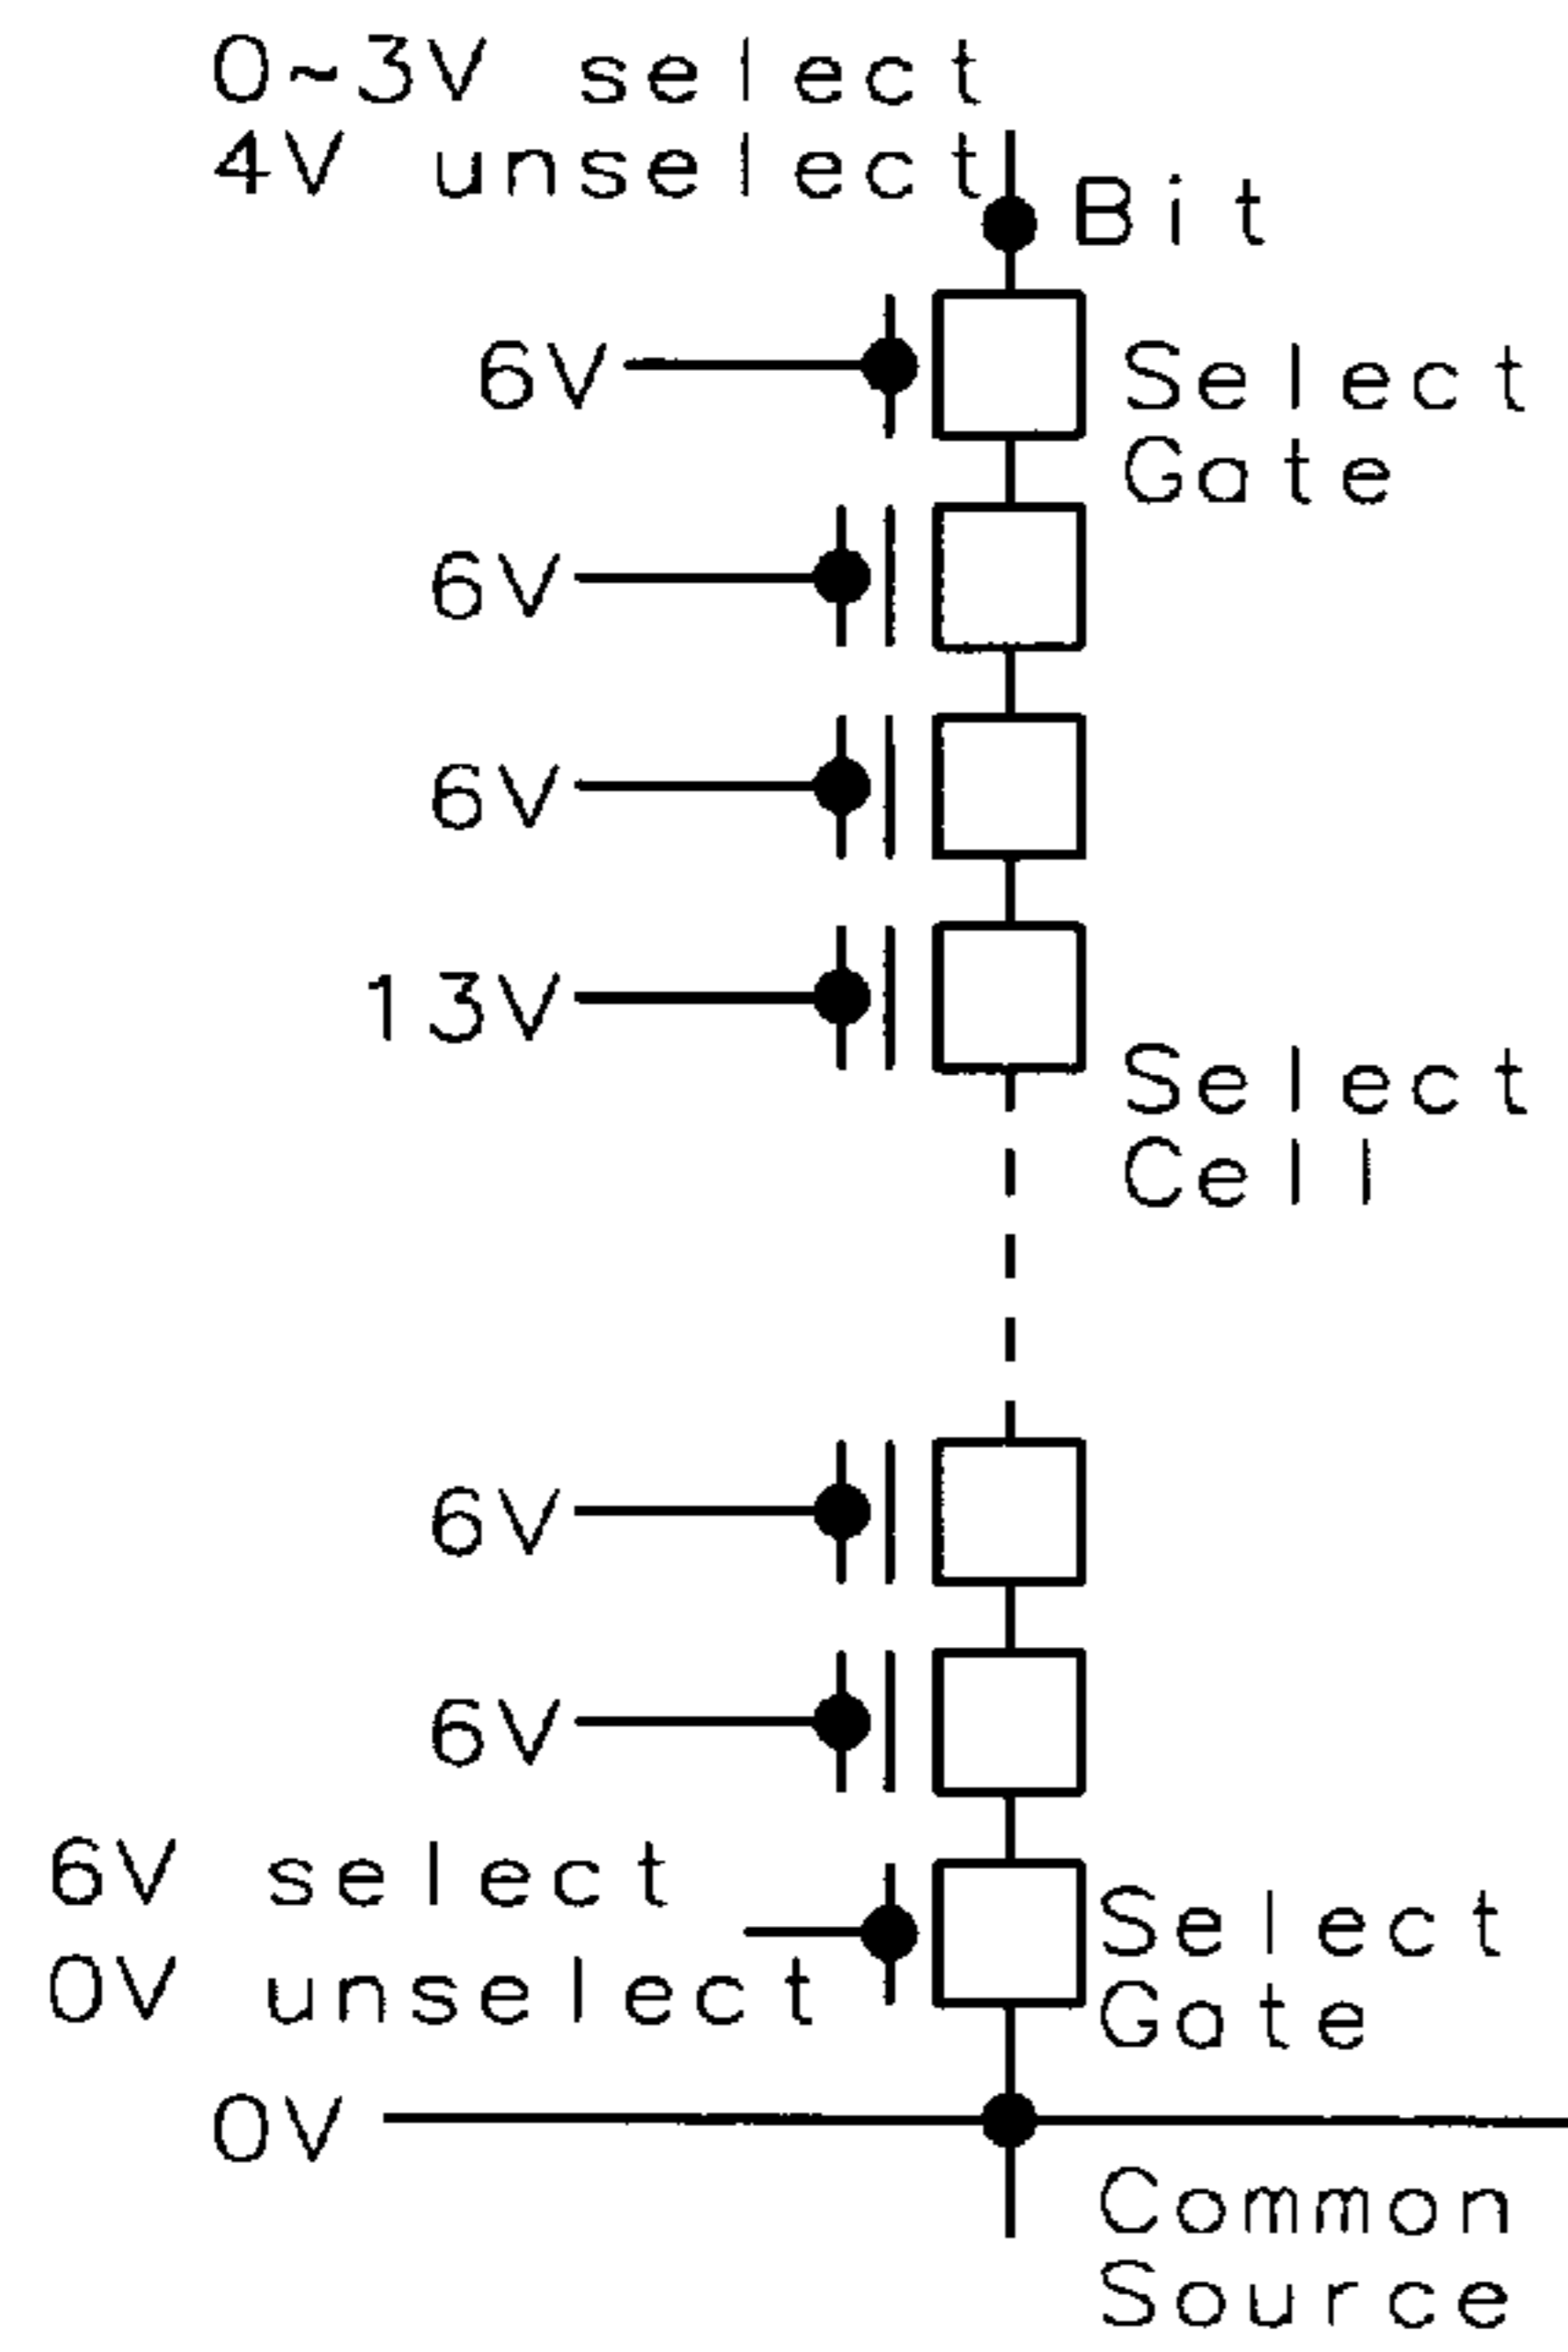 0~3V select
4V unselect
Bit
6V
Select
Gate
6V
6V
13V
Select
Cell
6V
6V
6V select
0V unselect
Select
Gate
0V
Common
Source